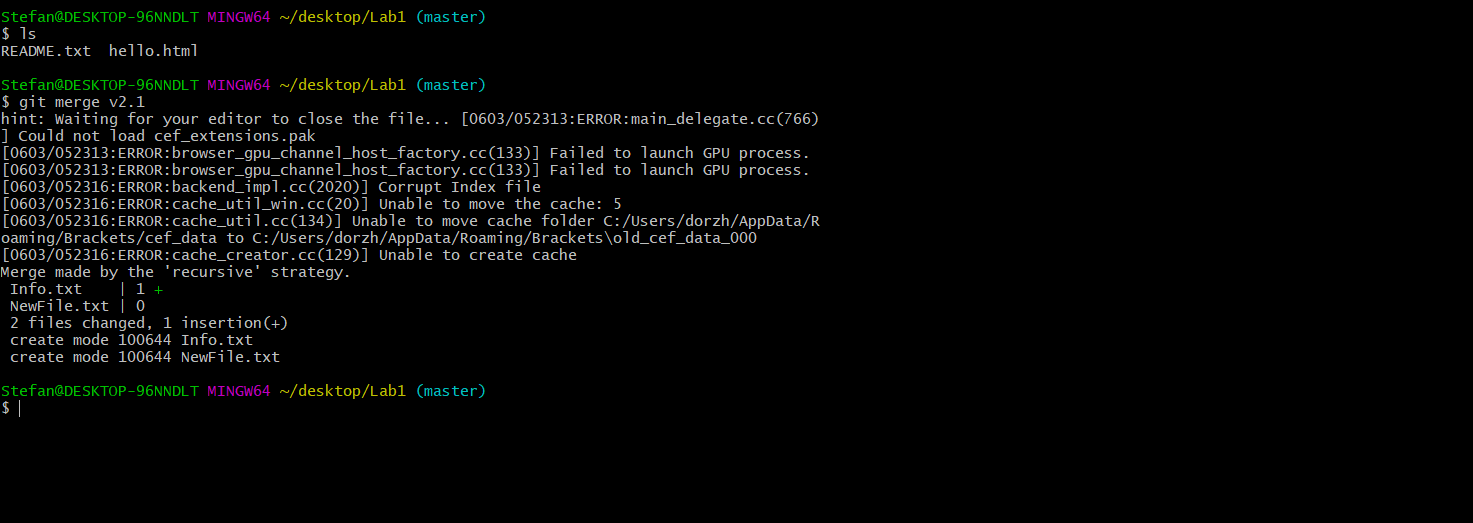 Stefan@DESKTOP-96NNDLT MINGW64 ~/desktop/Lab1 (master)
$ ls
README.txt  hello.html
Stefan@DESKTOP-96NNDLT MINGW64 ~/desktop/Lab1 (master)
$ git merge v2.1
hint: Waiting for your editor to close the file... [0603/052313:ERROR:main_delegate.cc(766)
] Could not load cef_extensions.pak
[0603/052313:ERROR:browser_gpu_channel_host_factory.cc(133)] Failed to launch GPU process.
[0603/052313:ERROR:browser_gpu_channel_host_factory.cc(133)] Failed to launch GPU process.
[0603/052316:ERROR:backend_impl.cc(2020)] Corrupt Index file
[0603/052316:ERROR:cache_util_win.cc(20)] Unable to move the cache: 5
[0603/052316:ERROR:cache_util.cc(134)] Unable to move cache folder C:/Users/dorzh/AppData/R
oaming/Brackets/cef_data to C:/Users/dorzh/AppData/Roaming/Brackets\old_cef_data_000
[0603/052316:ERROR:cache_creator.cc(129)] Unable to create cache
Merge made by the 'recursive' strategy.
 Info.txt    | 1 +
 NewFile.txt | 0
 2 files changed, 1 insertion(+)
 create mode 100644 Info.txt
 create mode 100644 NewFile.txt
Stefan@DESKTOP-96NNDLT MINGW64 ~/desktop/Lab1 (master)
$